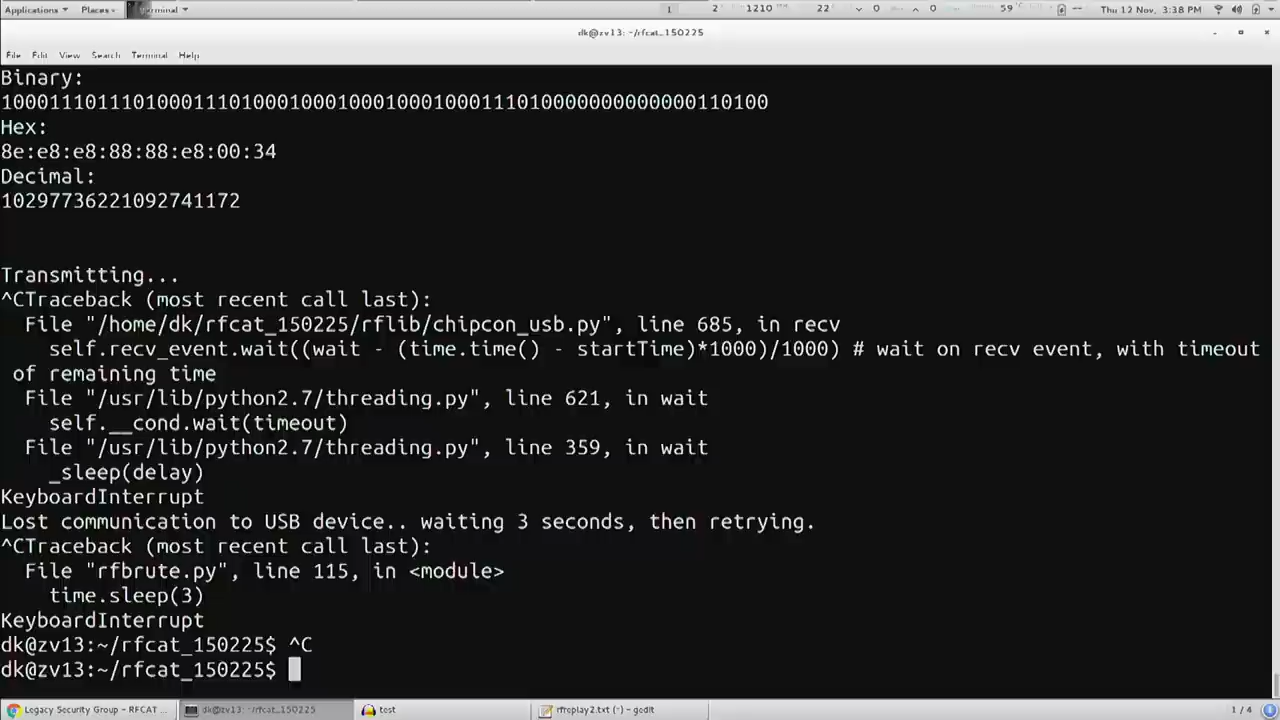 Applications Places Terminal 1 2 1210 22 0 0 59 Thu 12 Nov, 3:38 PM
dk@zv13: ~/rfcat_150225
File Edit View Search Terminal Help
Binary:
1000111011101000111010001000100010001000111010000000000000110100
Hex:
8e:e8:e8:88:88:e8:00:34
Decimal:
10297736221092741172
Transmitting...
^CTraceback (most recent call last):
File "/home/dk/rfcat_150225/rflib/chipcon_usb.py", line 685, in recv
self.recv_event.wait((wait - (time.time() - startTime)*1000)/1000) # wait on recv event, with timeout
of remaining time
File "/usr/lib/python2.7/threading.py", line 621, in wait
self.__cond.wait(timeout)
File "/usr/lib/python2.7/threading.py", line 359, in wait
_sleep(delay)
KeyboardInterrupt
Lost communication to USB device.. waiting 3 seconds, then retrying.
^CTraceback (most recent call last):
File "rfbrute.py", line 115, in <module>
time.sleep(3)
KeyboardInterrupt
dk@zv13:~/rfcat_150225$ ^C
dk@zv13:~/rfcat_150225$
Legacy Security Group - RFCAT ... dk@zv13: ~/rfcat_150225 test rfreplay2.txt (~) - gedit 1 / 4